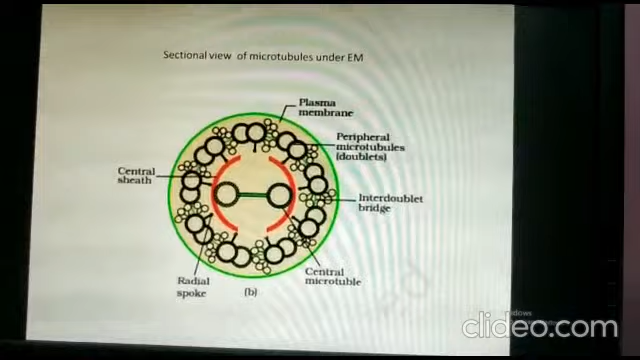 Sectional view of microtubules under EM
Plasma
membrane
Peripheral
microtubules
(doublets)
Central
sheath
Interdoublet
bridge
Central
microtuble
Radial
spoke
(b)
clideo.com